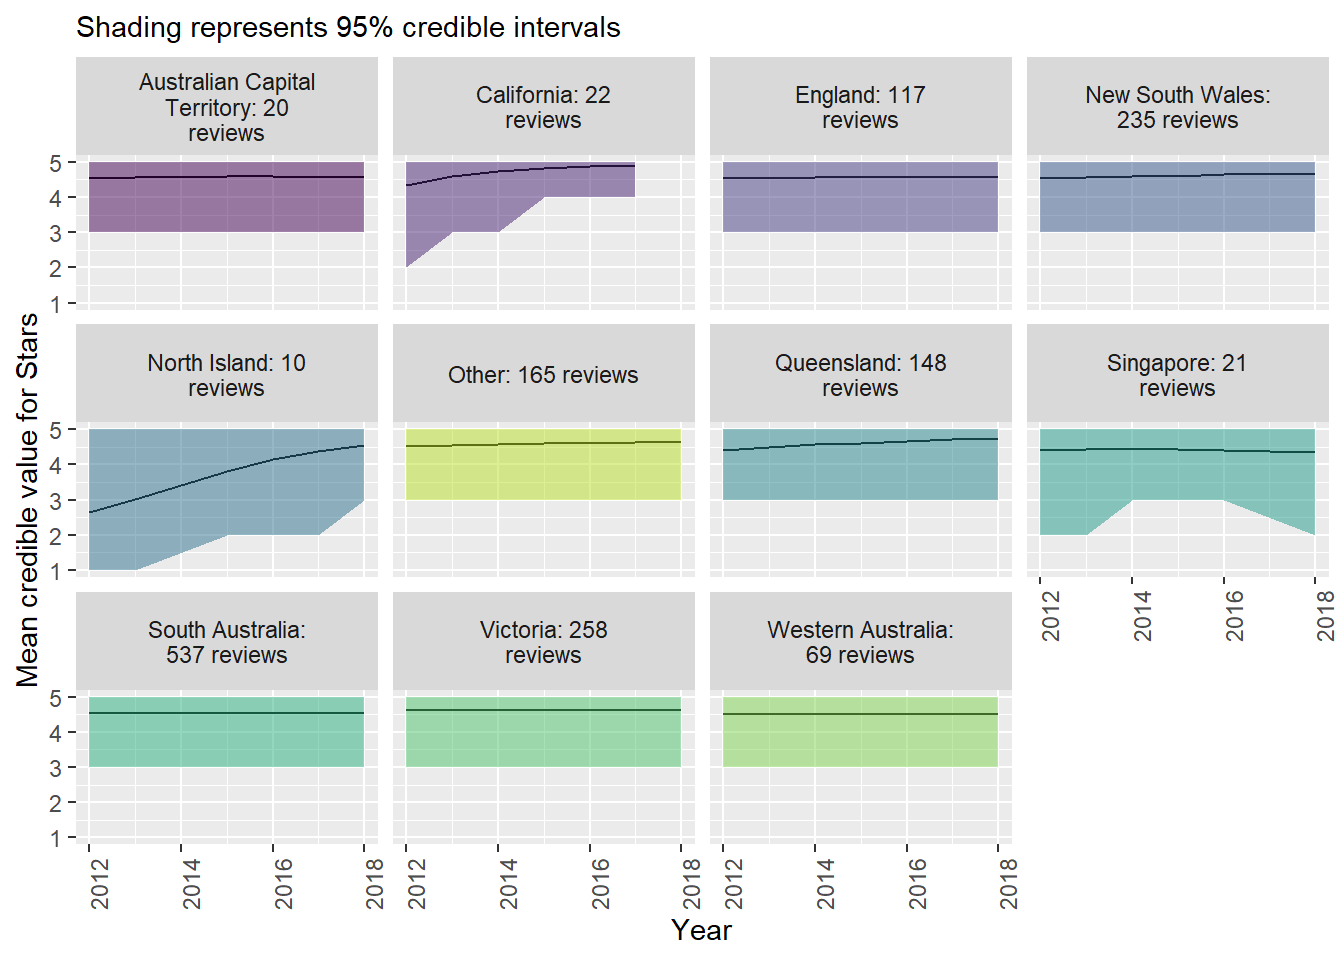 Shading represents 95% credible intervals
Australian Capital
Territory: 20
reviews
California: 22
reviews
England: 117
reviews
New South Wales:
235 reviews
5
4
3
2
1
North Island: 10
reviews
Other: 165 reviews
Queensland: 148
reviews
Singapore: 21
reviews
5
4
3
2
1
2012
2014
2016
2018
South Australia:
537 reviews
Victoria: 258
reviews
Western Australia:
69 reviews
5
4
3
2
1
2012
2014
2016
2018
2012
2014
2016
2018
2012
2014
2016
2018
Year
Mean credible value for Stars